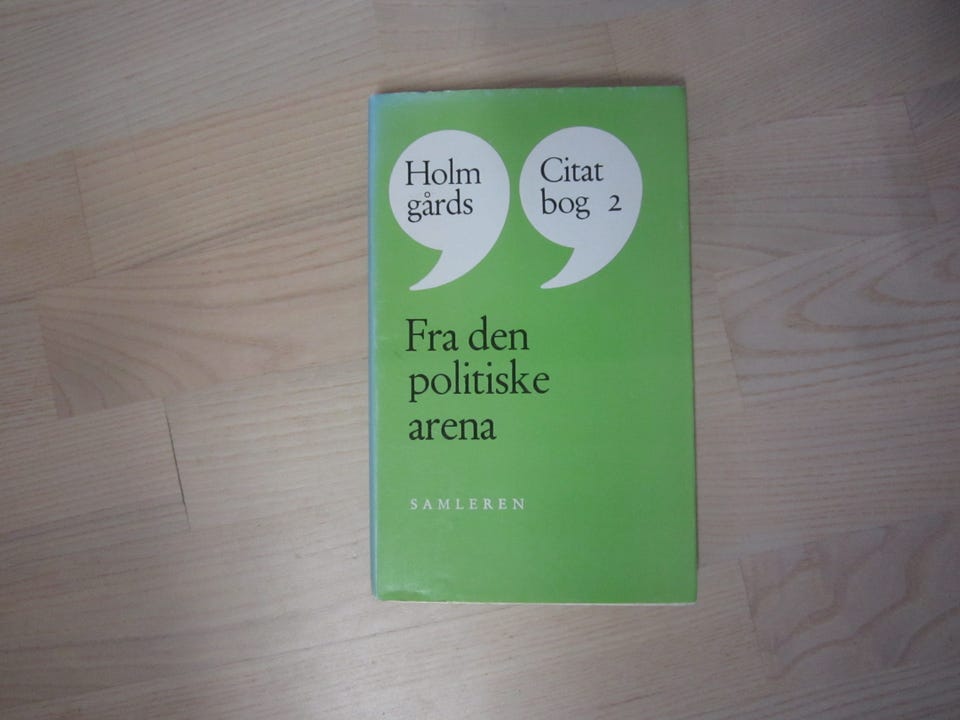 Holm
gårds
Citat
bog 2
Fra den
politiske
arena
SAMLEREN